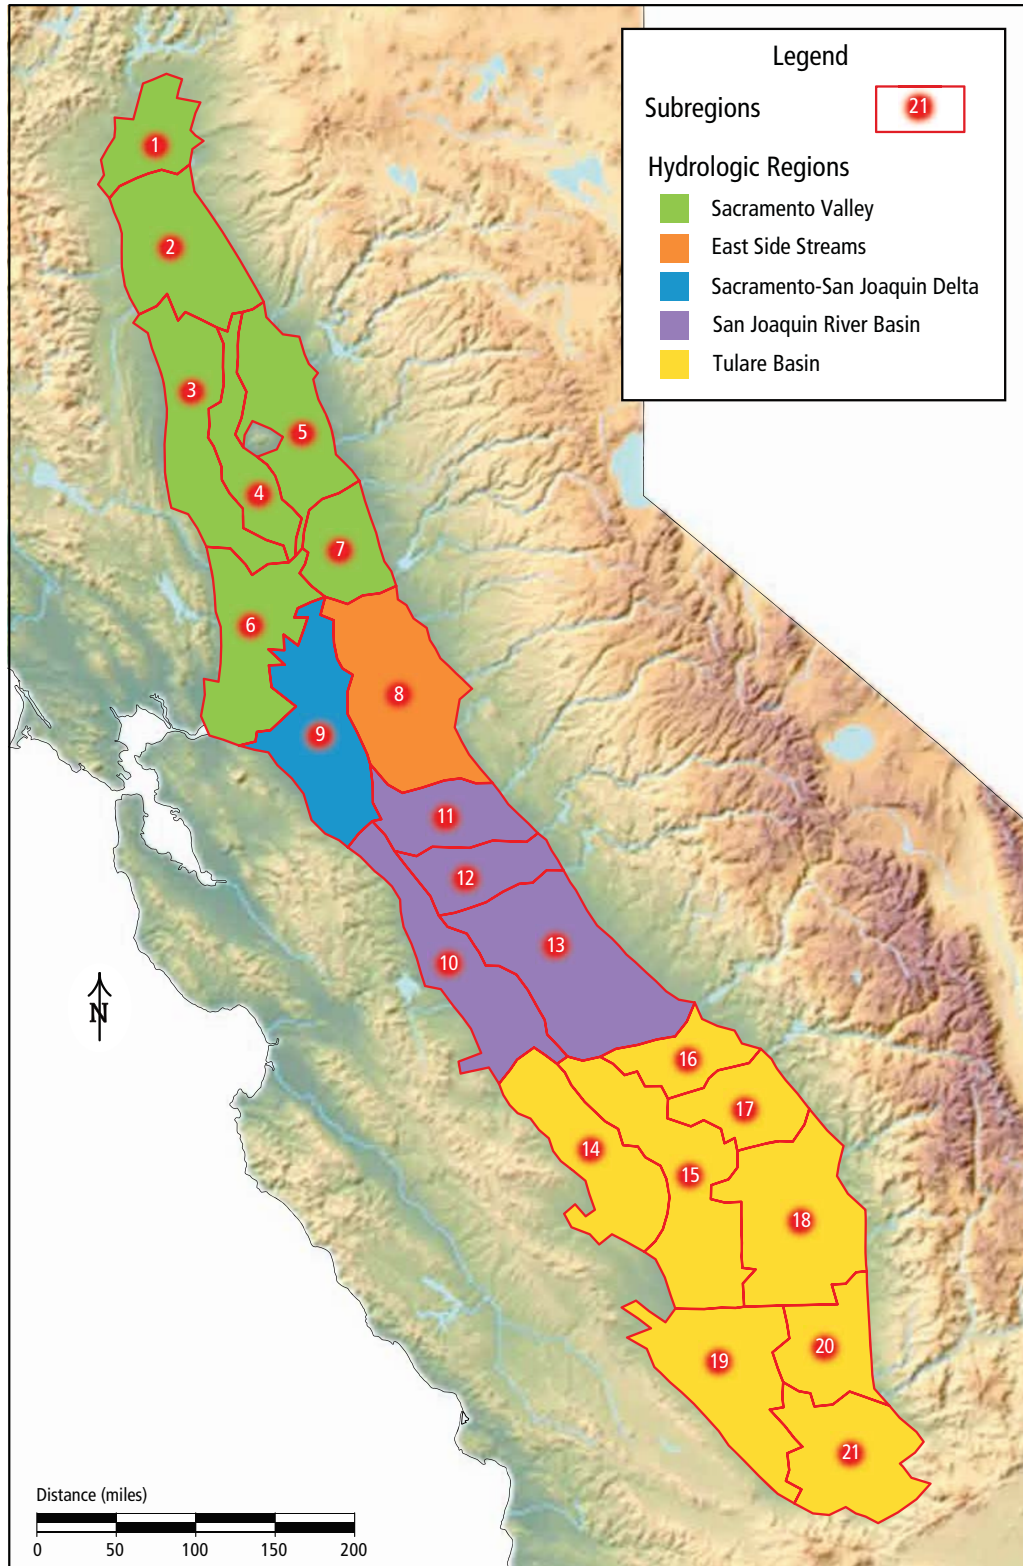 Legend
Subregions
21
Hydrologic Regions
Sacramento Valley
East Side Streams
Sacramento-San Joaquin Delta
San Joaquin River Basin
Tulare Basin
1
2
3
5
4
7
6
8
9
11
12
13
10
16
17
14
15
18
20
19
21
N
Distance (miles)
0 50 100 150 200